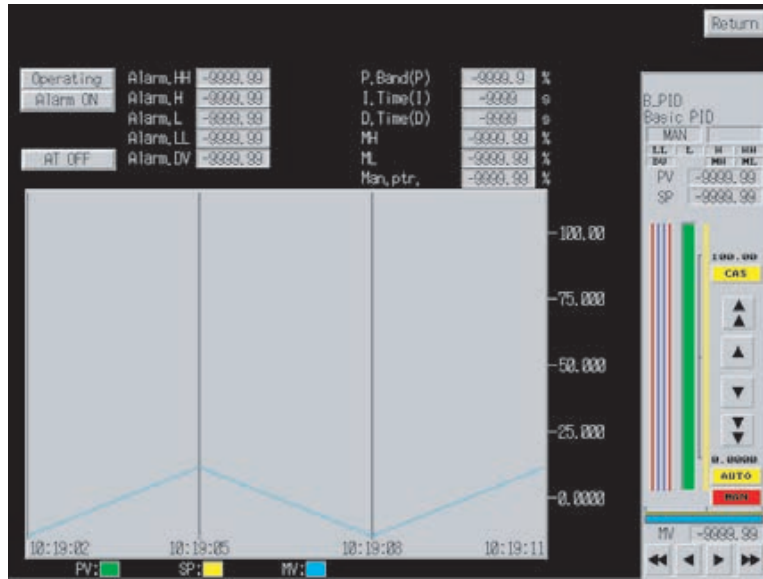 Return
Operating
Alarm ON
AT OFF
Alarm.HH -9999.99
Alarm.H -9999.99
Alarm.L -9999.99
Alarm.LL -9999.99
Alarm.DV -9999.99
P.Band(P) -9999.9 %
I.Time(I) -9999 s
D.Time(D) -9999 s
MH -9999.99 %
ML -9999.99 %
Man.ptr. -9999.99 %
100.00
75.000
50.000
25.000
0.0000
10:19:02 10:19:05 10:19:08 10:19:11
PV: SP: MV:
B_PID
Basic PID
MAN
LL L H HH
DV MH ML
PV -9999.99
SP -9999.99
100.00
CAS
0.0000
AUTO
MAN
MV -9999.99